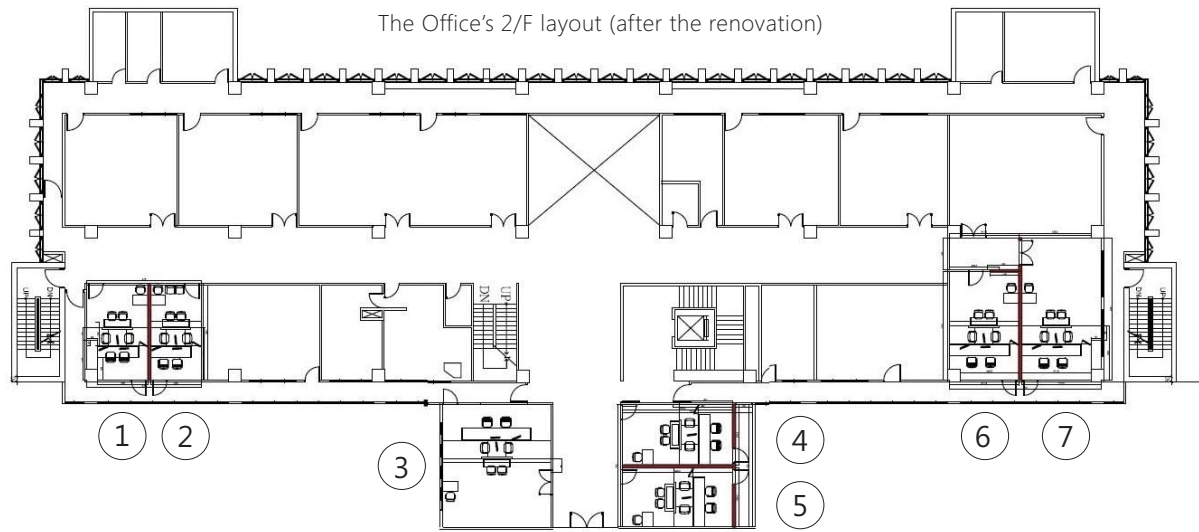 The Office’s 2/F layout (after the renovation)
DN
UP
UP
DN
DN
UP
1
2
3
4
5
6
7